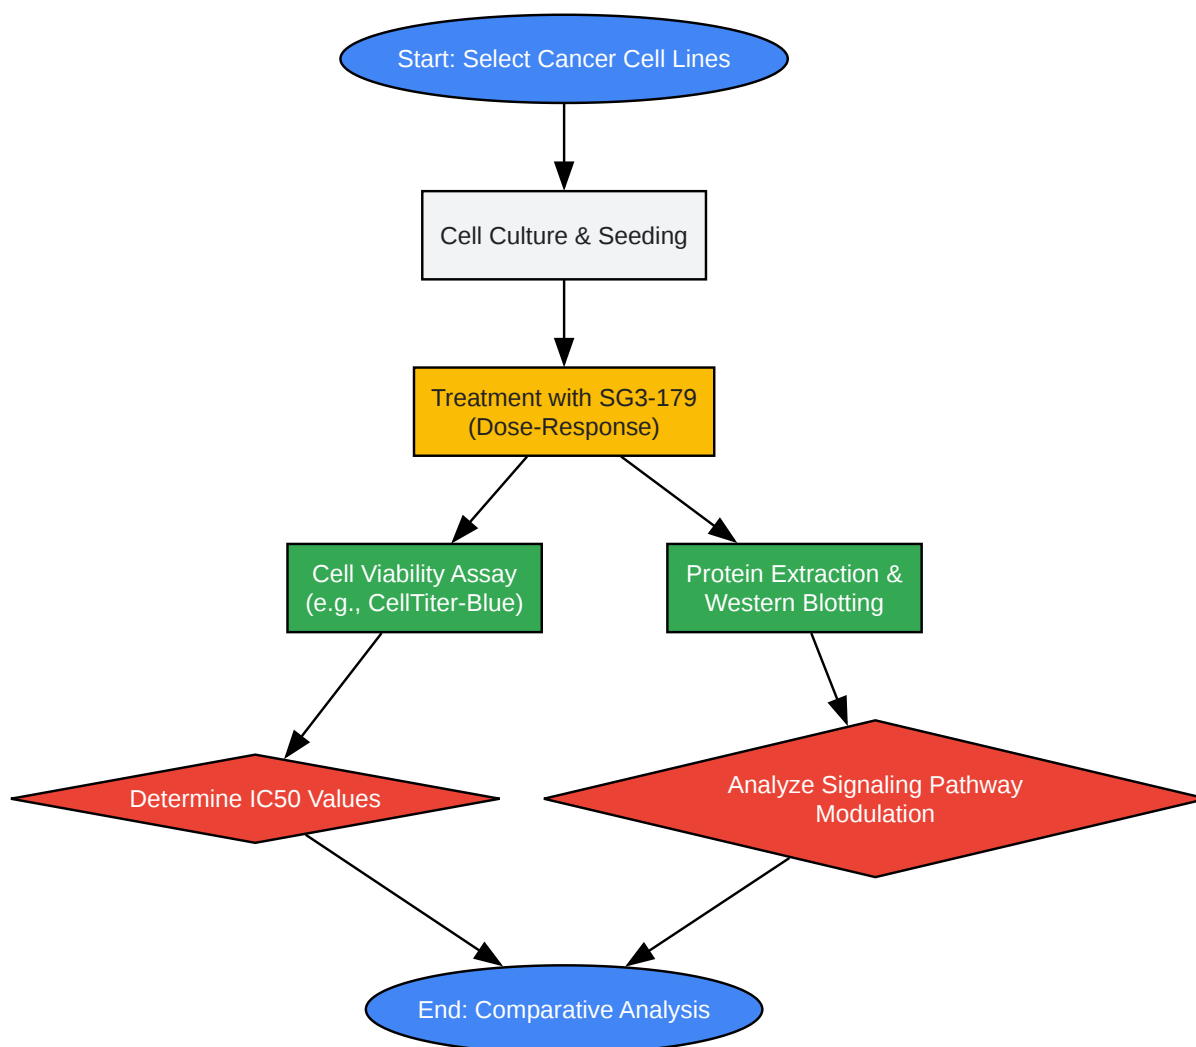 Start: Select Cancer Cell Lines
Cell Culture & Seeding
Treatment with SG3-179
(Dose-Response)
Cell Viability Assay
(e.g., CellTiter-Blue)
Protein Extraction &
Western Blotting
Determine IC50 Values
Analyze Signaling Pathway
Modulation
End: Comparative Analysis